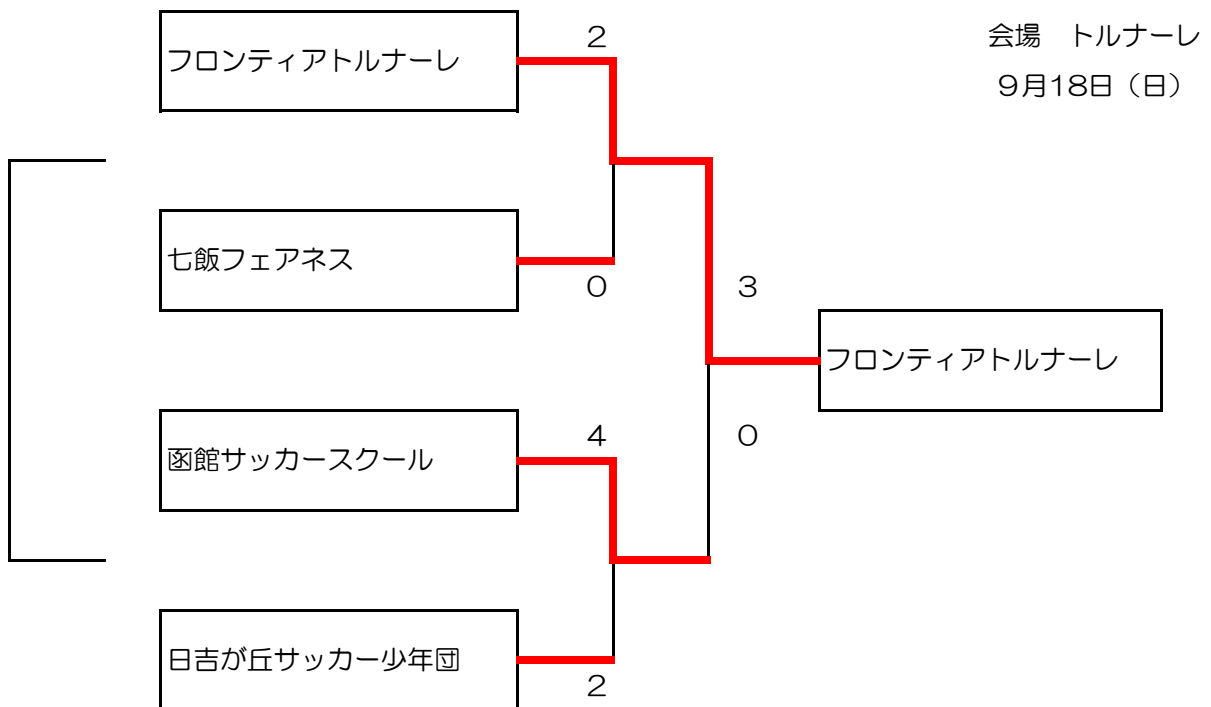 会場　トルナーレ
９月18日（日）
フロンティアトルナーレ
２
七飯フェアネス
０
３
フロンティアトルナーレ
函館サッカースクール
４
０
日吉が丘サッカー少年団
２